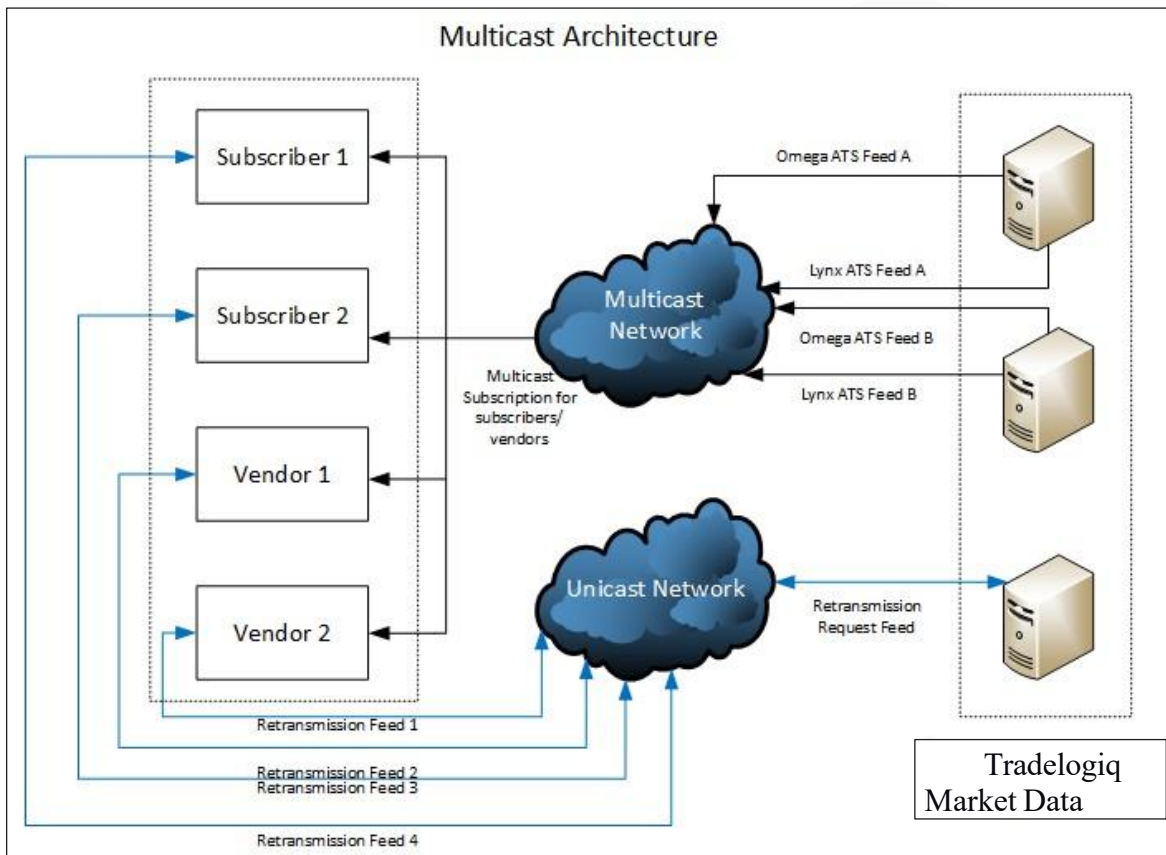 Multicast Architecture
Subscriber 1
Subscriber 2
Vendor 1
Vendor 2
Omega ATS Feed A
Lynx ATS Feed A
Multicast
Network
Omega ATS Feed B
Lynx ATS Feed B
Multicast
Subscription for
subscribers/
vendors
Unicast Network
Retransmission
Request Feed
Retransmission Feed 1
Retransmission Feed 2
Retransmission Feed 3
Retransmission Feed 4
Tradelogiq
Market Data